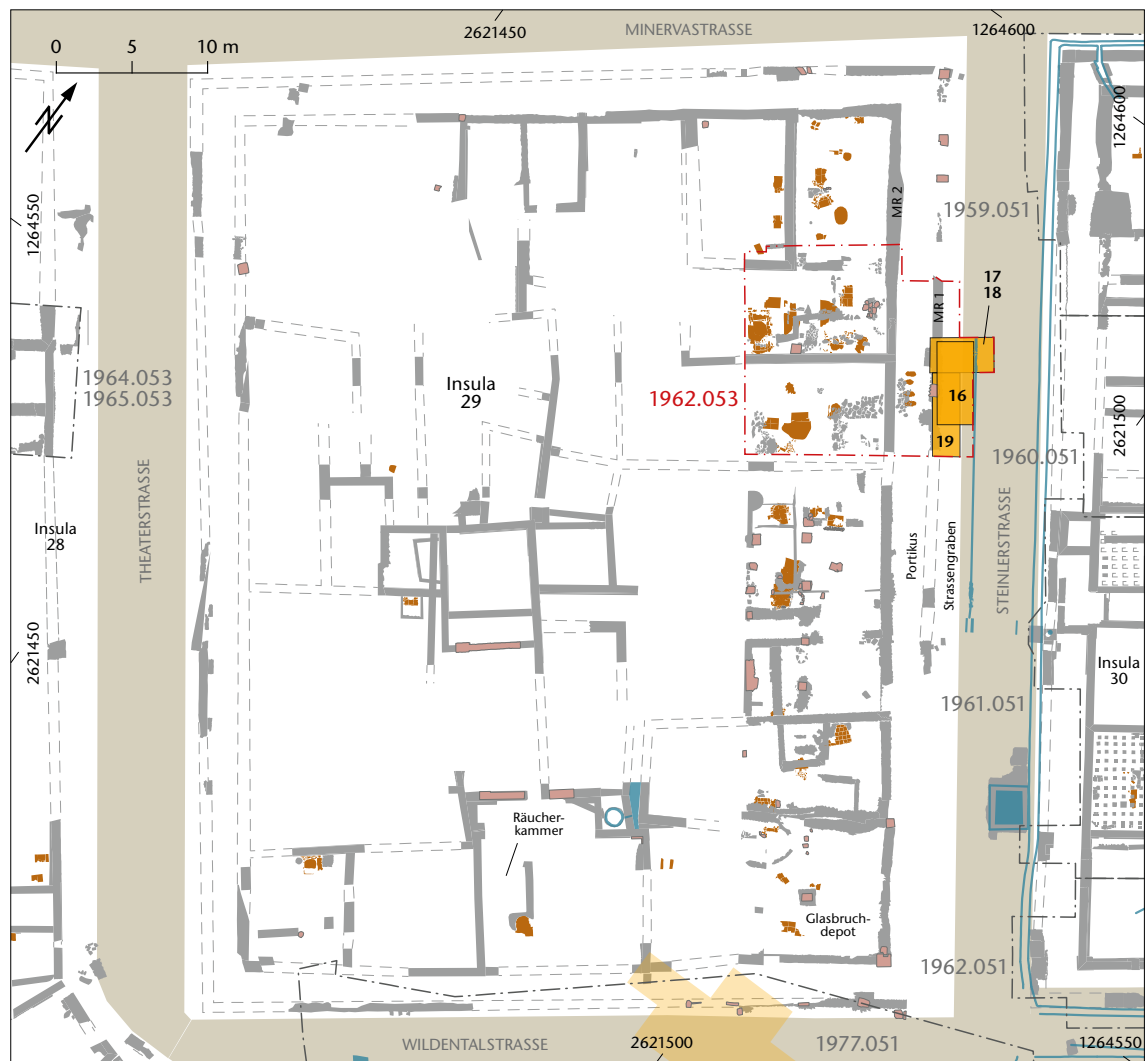 2621450
MINERVASTRASSE
1264600
0 5 10 m
N
1264600
1264550
MR 2
1959.051
17
18
MR 1
1964.053
1965.053
Insula
29
1962.053
16
2621500
19
1960.051
Insula
28
THEATERSTRASSE
Portikus
Strassengraben
STEINLERSTRASSE
2621450
Insula
30
1961.051
Räucher-
kammer
Glasbruch-
depot
1962.051
WILDENTALSTRASSE
2621500
1977.051
1264550